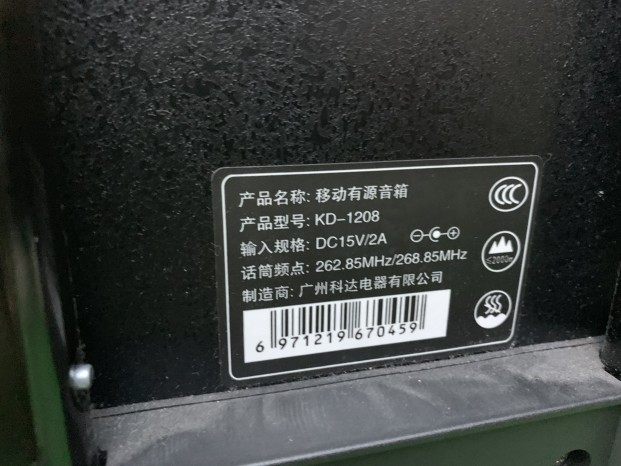 产品名称: 移动有源音箱
产品型号: KD-1208
输入规格: DC15V/2A
话筒频点: 262.85MHz/268.85MHz
制造商: 广州科达电器有限公司
6 971219 670459
CCC
≤2000m